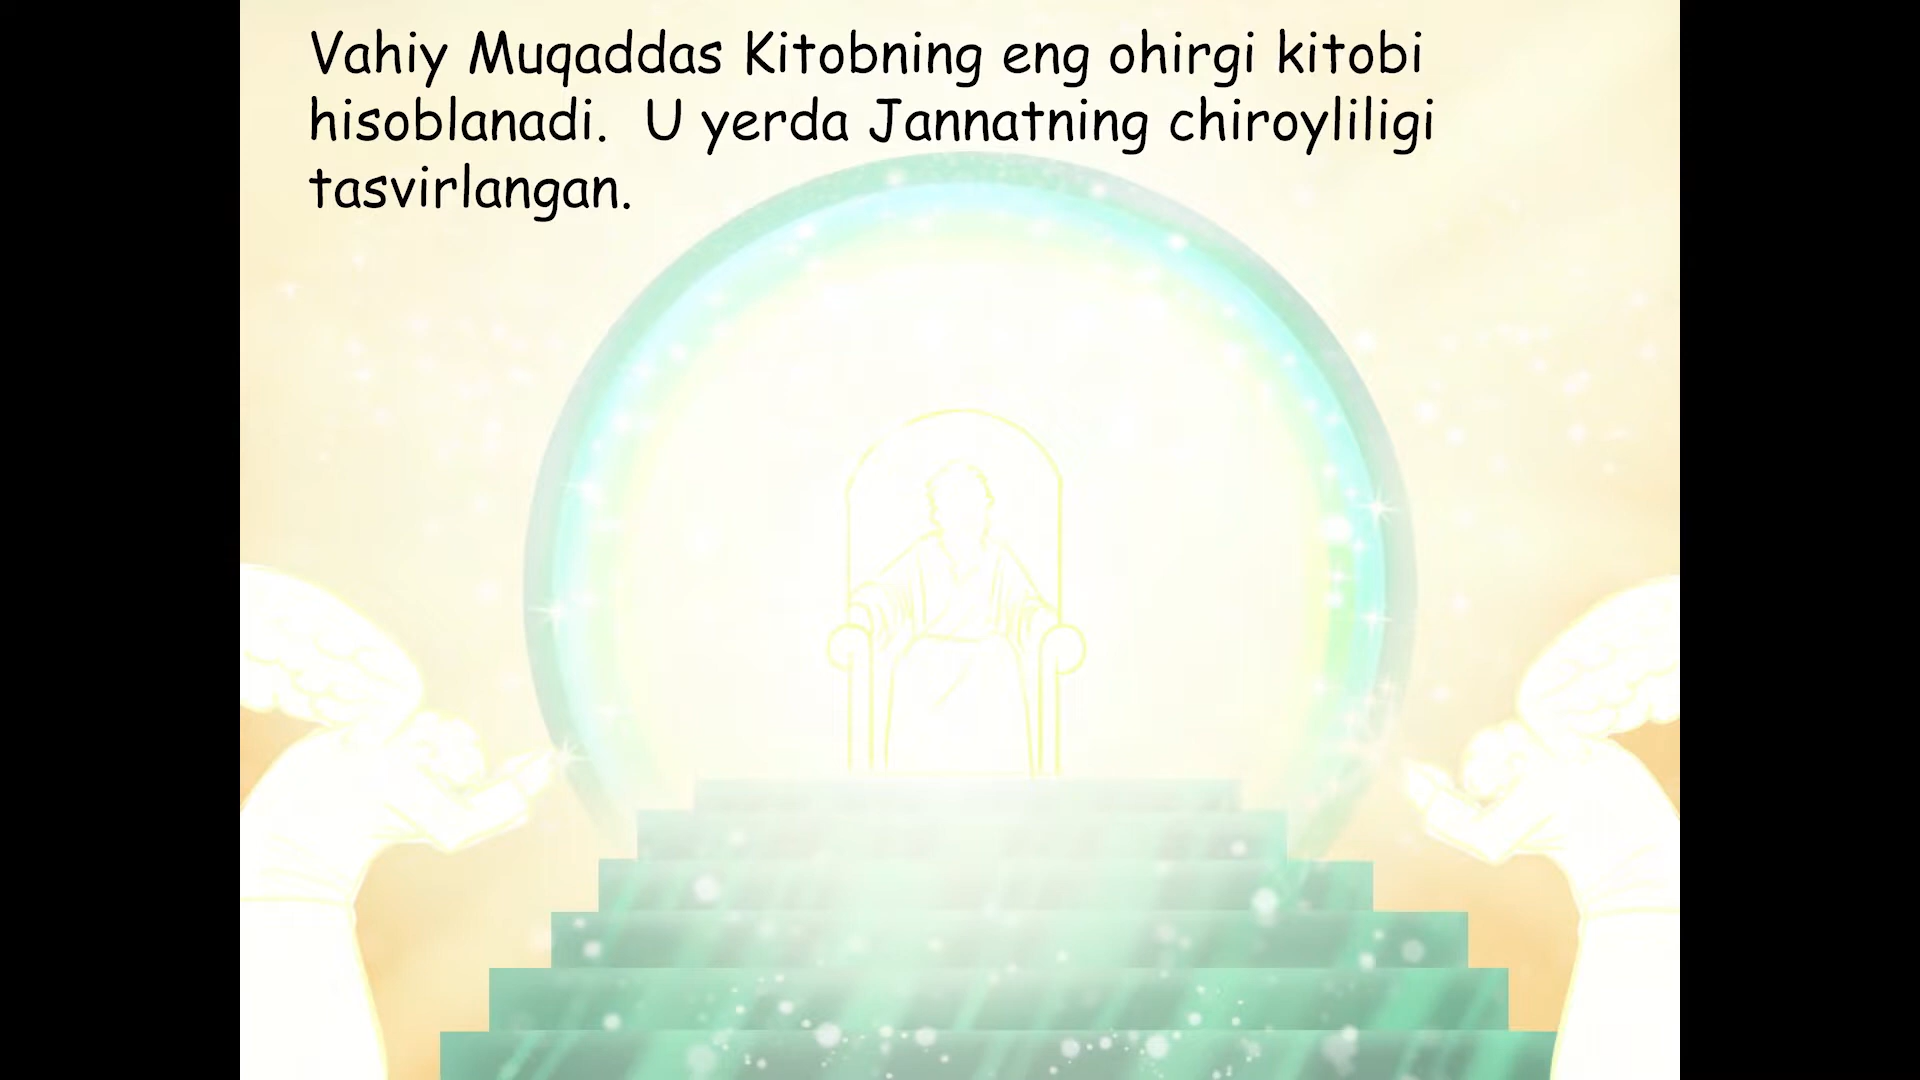 Vahiy Muqaddas Kitobning eng ohirgi kitobi
hisoblanadi.  U yerda Jannatning chiroyliligi
tasvirlangan.